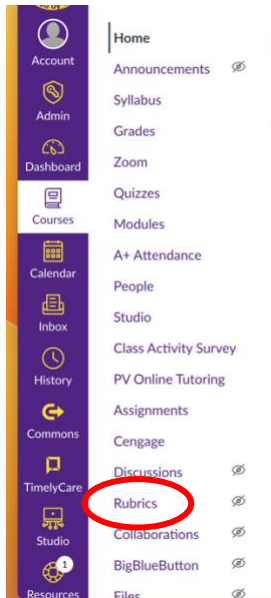 Account
Admin
Dashboard
Courses
Calendar
Inbox
History
Commons
TimelyCare
Studio
1
Resources
Home
Announcements
Syllabus
Grades
Zoom
Quizzes
Modules
A+ Attendance
People
Studio
Class Activity Survey
PV Online Tutoring
Assignments
Cengage
Discussions
Rubrics
Collaborations
BigBlueButton
Files